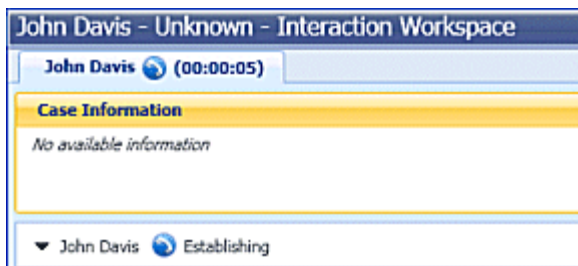 John Davis - Unknown - Interaction Workspace
John Davis (00:00:05)
Case Information
No available information
John Davis Establishing